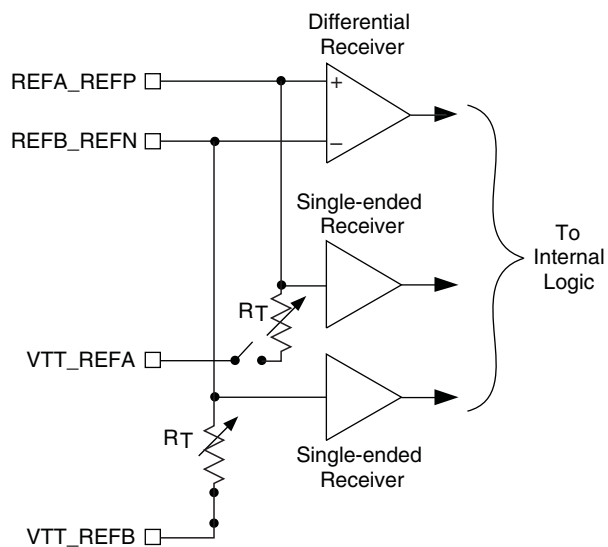 Differential
Receiver
REFA_REFP
+
REFB_REFN
–
Single-ended
Receiver
To
Internal
Logic
RT
VTT_REFA
RT
Single-ended
Receiver
VTT_REFB